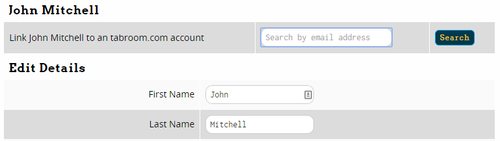 John Mitchell
Link John Mitchell to an tabroom.com account Search by email address Search
Edit Details
First Name John
Last Name Mitchell